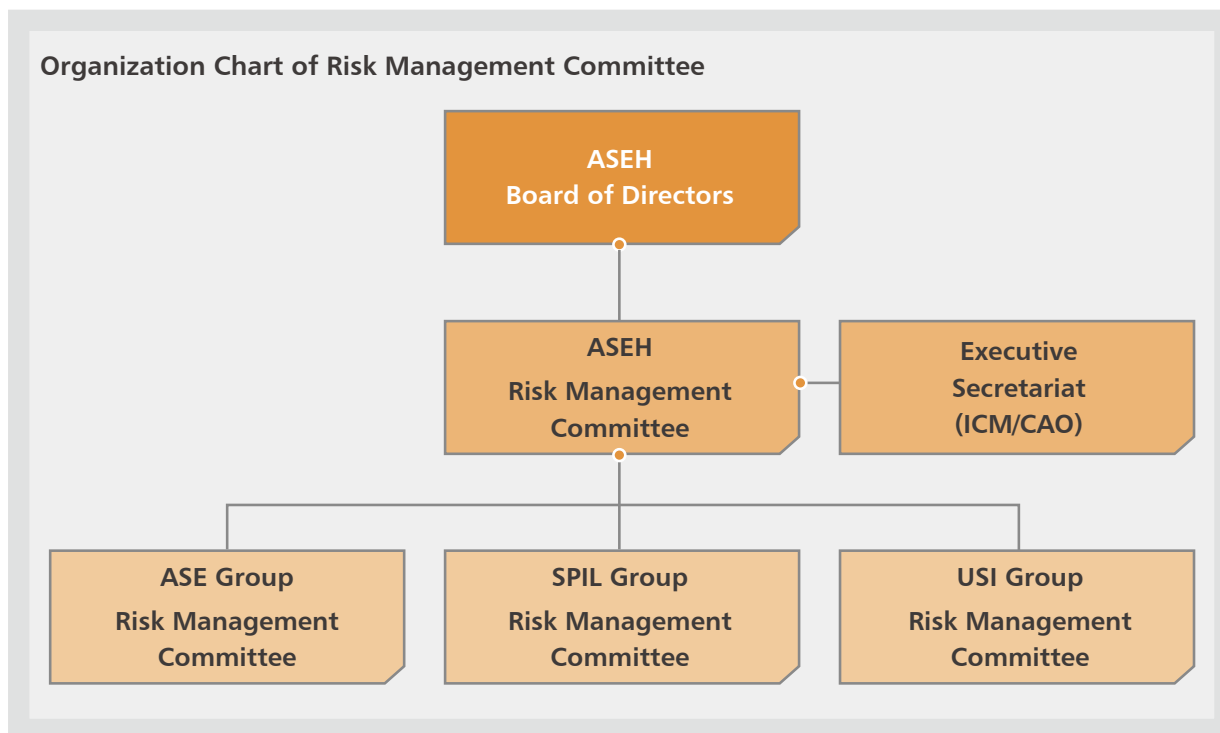 Organization Chart of Risk Management Committee
ASEH
Board of Directors
ASEH
Risk Management
Committee
Executive
Secretariat
(ICM/CAO)
ASE Group
Risk Management
Committee
SPIL Group
Risk Management
Committee
USI Group
Risk Management
Committee